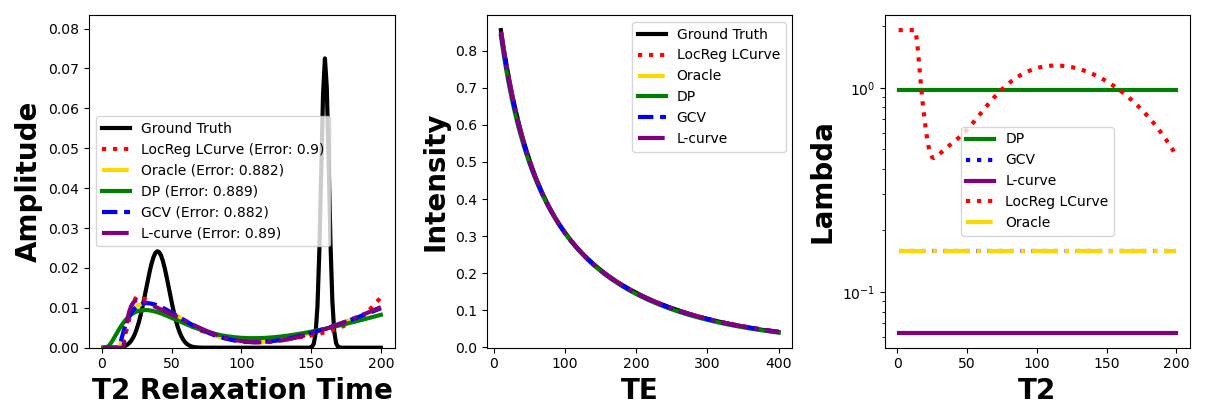 Amplitude
0.08
0.07
0.06
0.05
0.04
0.03
0.02
0.01
0.00
Ground Truth
LocReg LCurve (Error: 0.9)
Oracle (Error: 0.882)
DP (Error: 0.889)
GCV (Error: 0.882)
L-curve (Error: 0.89)
0 50 100 150 200
T2 Relaxation Time
Intensity
0.8
0.7
0.6
0.5
0.4
0.3
0.2
0.1
0.0
Ground Truth
LocReg LCurve
Oracle
DP
GCV
L-curve
0 100 200 300 400
TE
Lambda
10⁰
10⁻¹
DP
GCV
L-curve
LocReg LCurve
Oracle
0 50 100 150 200
T2